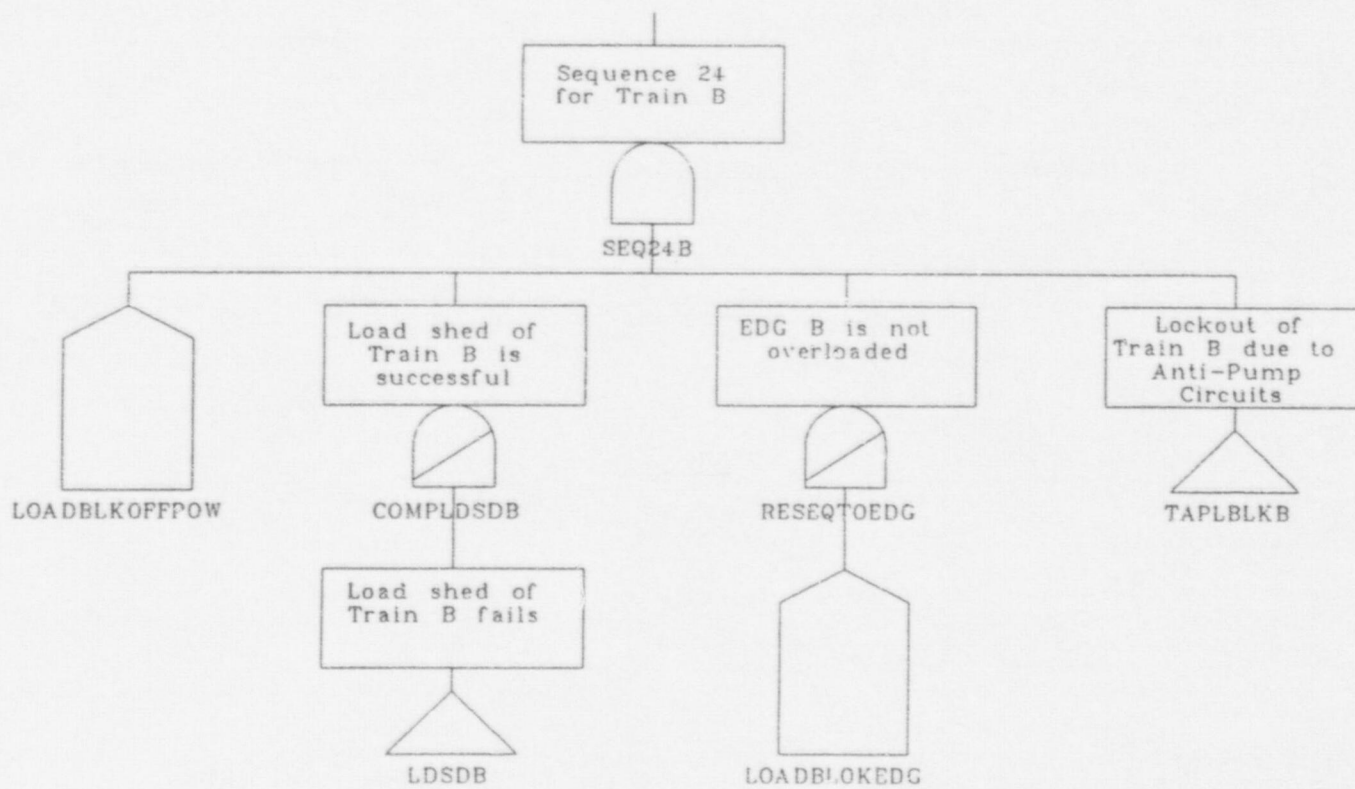 Sequence 24
for Train B
SEQ24B
Load shed of
Train B is
successful
EDG B is not
overloaded
Lockout of
Train B due to
Anti-Pump
Circuits
LOADBLKOFFPOW
COMPLDSDB
RESEQTOEDG
TAPLBLKB
Load shed of
Train B fails
LDSDB
LOADBLOKEDG